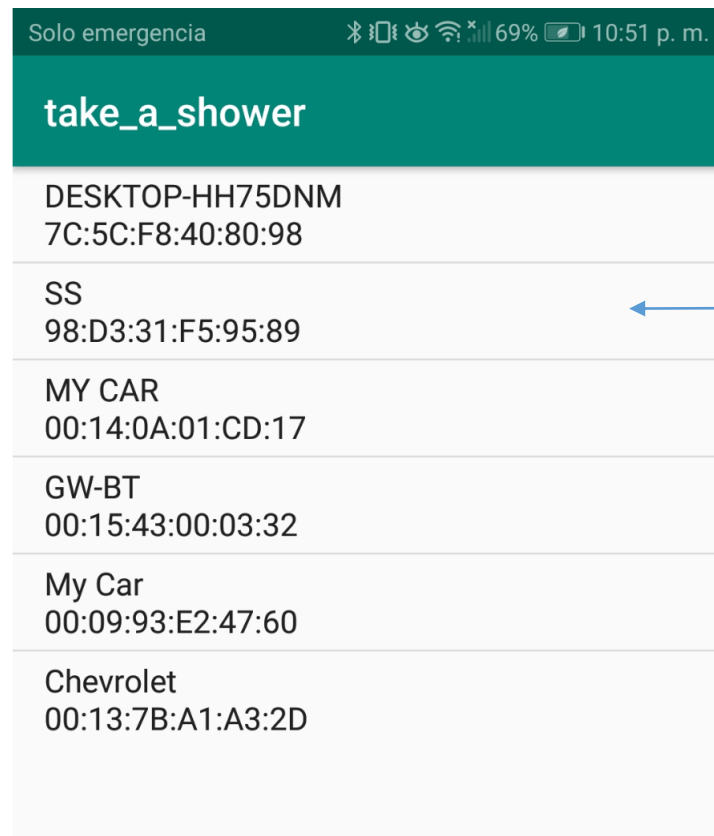 Solo emergencia 69% 10:51 p. m.
take_a_shower
DESKTOP-HH75DNM
7C:5C:F8:40:80:98
SS
98:D3:31:F5:95:89
MY CAR
00:14:0A:01:CD:17
GW-BT
00:15:43:00:03:32
My Car
00:09:93:E2:47:60
Chevrolet
00:13:7B:A1:A3:2D